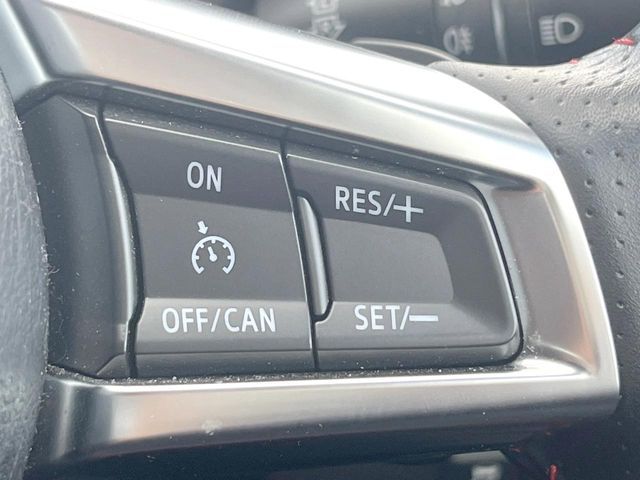 ON
OFF/CAN
RES/+
SET/—